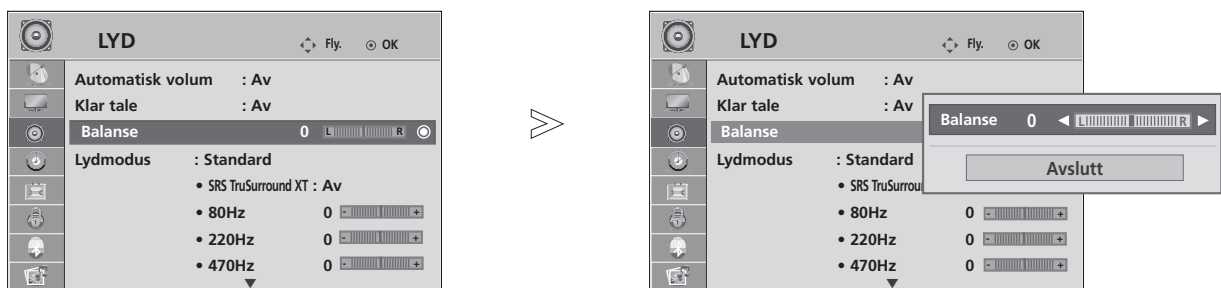 LYD
Fly.
OK
Automatisk volum : Av
Klar tale : Av
Balanse 0 L R
Lydmodus : Standard
• SRS TruSurround XT : Av
• 80Hz 0 - +
• 220Hz 0 - +
• 470Hz 0 - +
LYD
Fly.
OK
Automatisk volum : Av
Klar tale : Av
Balanse
Lydmodus : Standard
• SRS TruSurrou
• 80Hz 0 - +
• 220Hz 0 - +
• 470Hz 0 - +
Balanse 0 L R
Avslutt